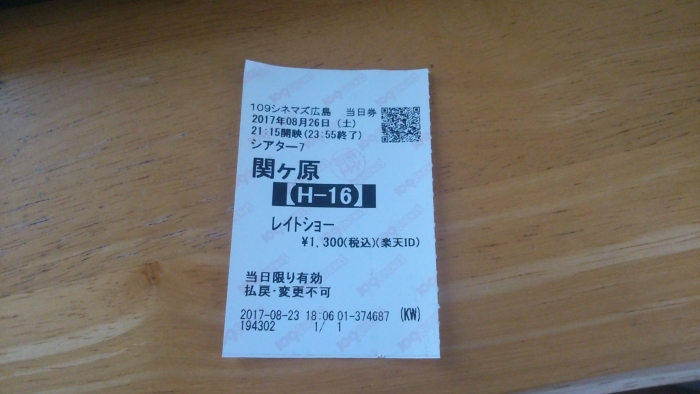 109シネマズ広島 当日券
2017年08月26日 (土)
21:15開映(23:55終了)
シアター7
関ヶ原
【H-16】
レイトショー
¥1,300(税込)(楽天ID)
当日限り有効
払戻・変更不可
2017-08-23 18:06 01-374687 (KW)
194302 1/ 1